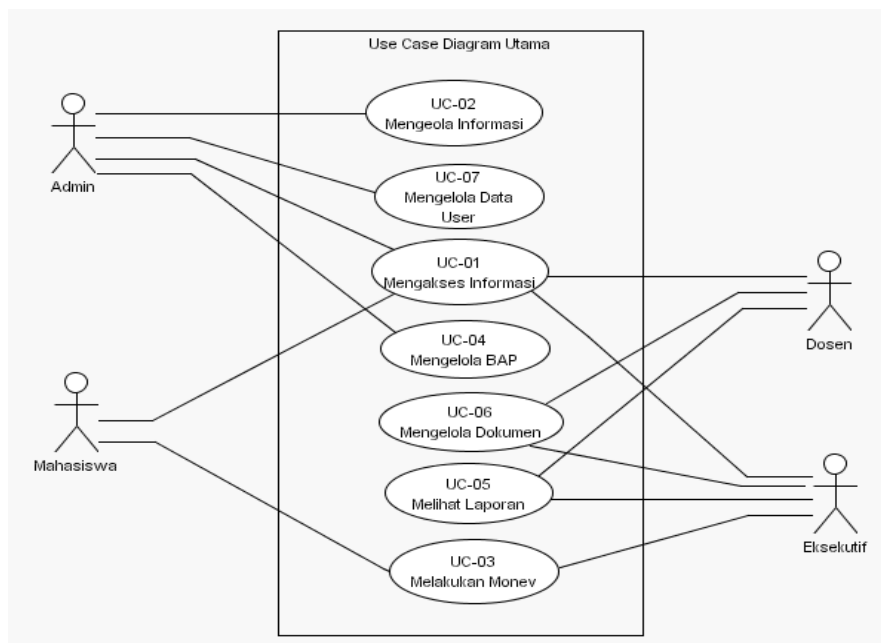 Use Case Diagram Utama
UC-02
Mengeola Informasi
Admin
UC-07
Mengelola Data
User
UC-01
Mengakses Informasi
Dosen
UC-04
Mengelola BAP
Mahasiswa
UC-06
Mengelola Dokumen
UC-05
Melihat Laporan
Eksekutif
UC-03
Melakukan Monev